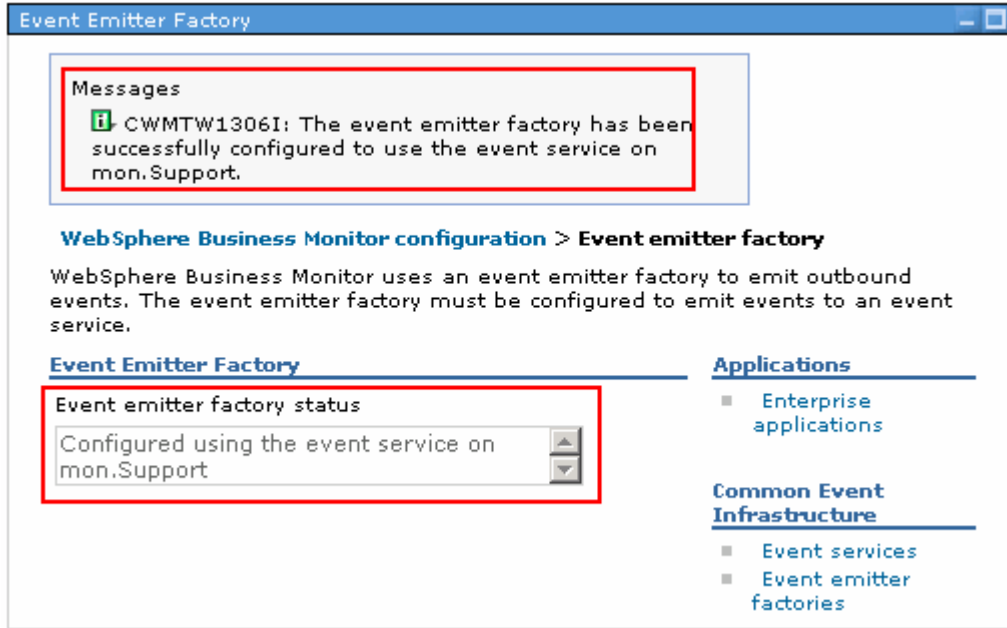 Event Emitter Factory
Messages
CWMTW1306I: The event emitter factory has been
successfully configured to use the event service on
mon.Support.
WebSphere Business Monitor configuration > Event emitter factory
WebSphere Business Monitor uses an event emitter factory to emit outbound
events. The event emitter factory must be configured to emit events to an event
service.
Event Emitter Factory
Event emitter factory status
Configured using the event service on
mon.Support
Applications
Enterprise
applications
Common Event
Infrastructure
Event services
Event emitter
factories